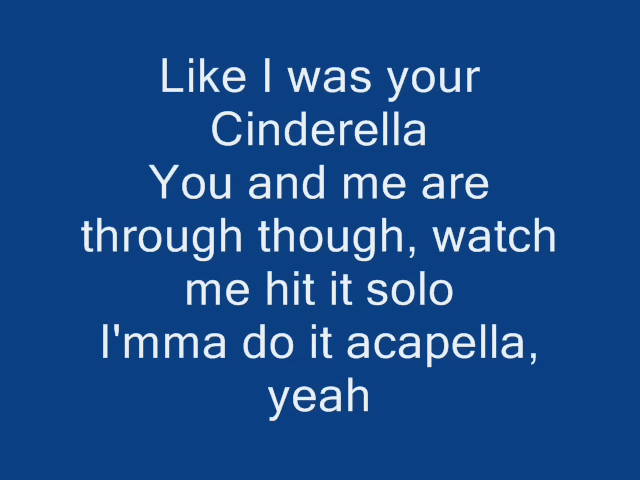 Like I was your
Cinderella
You and me are
through though, watch
me hit it solo
I'mma do it acapella,
yeah